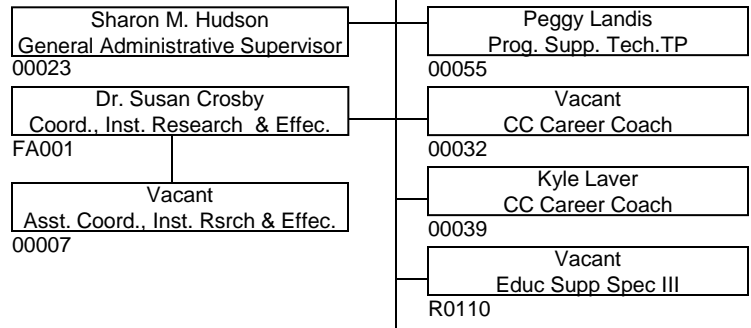 Sharon M. Hudson
General Administrative Supervisor
00023
Dr. Susan Crosby
Coord., Inst. Research & Effec.
FA001
Vacant
Asst. Coord., Inst. Rsrch & Effec.
00007
Peggy Landis
Prog. Supp. Tech.TP
00055
Vacant
CC Career Coach
00032
Kyle Laver
CC Career Coach
00039
Vacant
Educ Supp Spec III
R0110